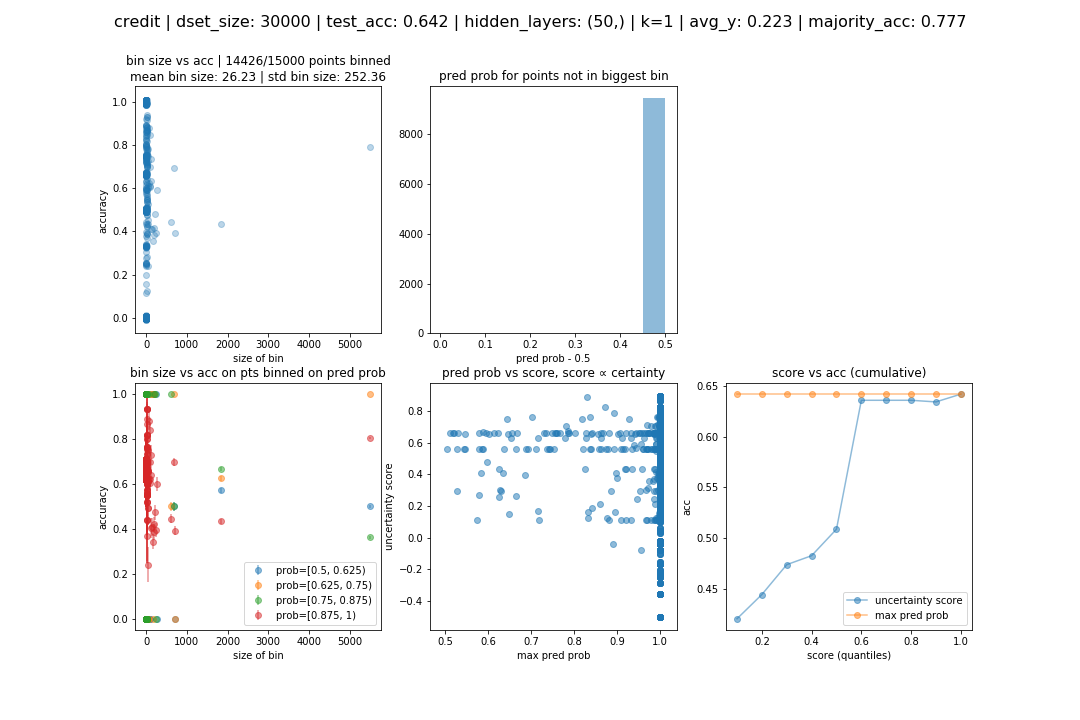 credit | dset_size: 30000 | test_acc: 0.642 | hidden_layers: (50,) | k=1 | avg_y: 0.223 | majority_acc: 0.777
bin size vs acc | 14426/15000 points binned
mean bin size: 26.23 | std bin size: 252.36
accuracy
1.0
0.8
0.6
0.4
0.2
0.0
0 1000 2000 3000 4000 5000
size of bin
pred prob for points not in biggest bin
8000
6000
4000
2000
0
0.0 0.1 0.2 0.3 0.4 0.5
pred prob - 0.5
bin size vs acc on pts binned on pred prob
accuracy
1.0
0.8
0.6
0.4
0.2
0.0
prob=[0.5, 0.625)
prob=[0.625, 0.75)
prob=[0.75, 0.875)
prob=[0.875, 1)
0 1000 2000 3000 4000 5000
size of bin
pred prob vs score, score ∝ certainty
uncertainty score
0.8
0.6
0.4
0.2
0.0
−0.2
−0.4
0.5 0.6 0.7 0.8 0.9 1.0
max pred prob
score vs acc (cumulative)
acc
0.65
0.60
0.55
0.50
0.45
uncertainty score
max pred prob
0.2 0.4 0.6 0.8 1.0
score (quantiles)